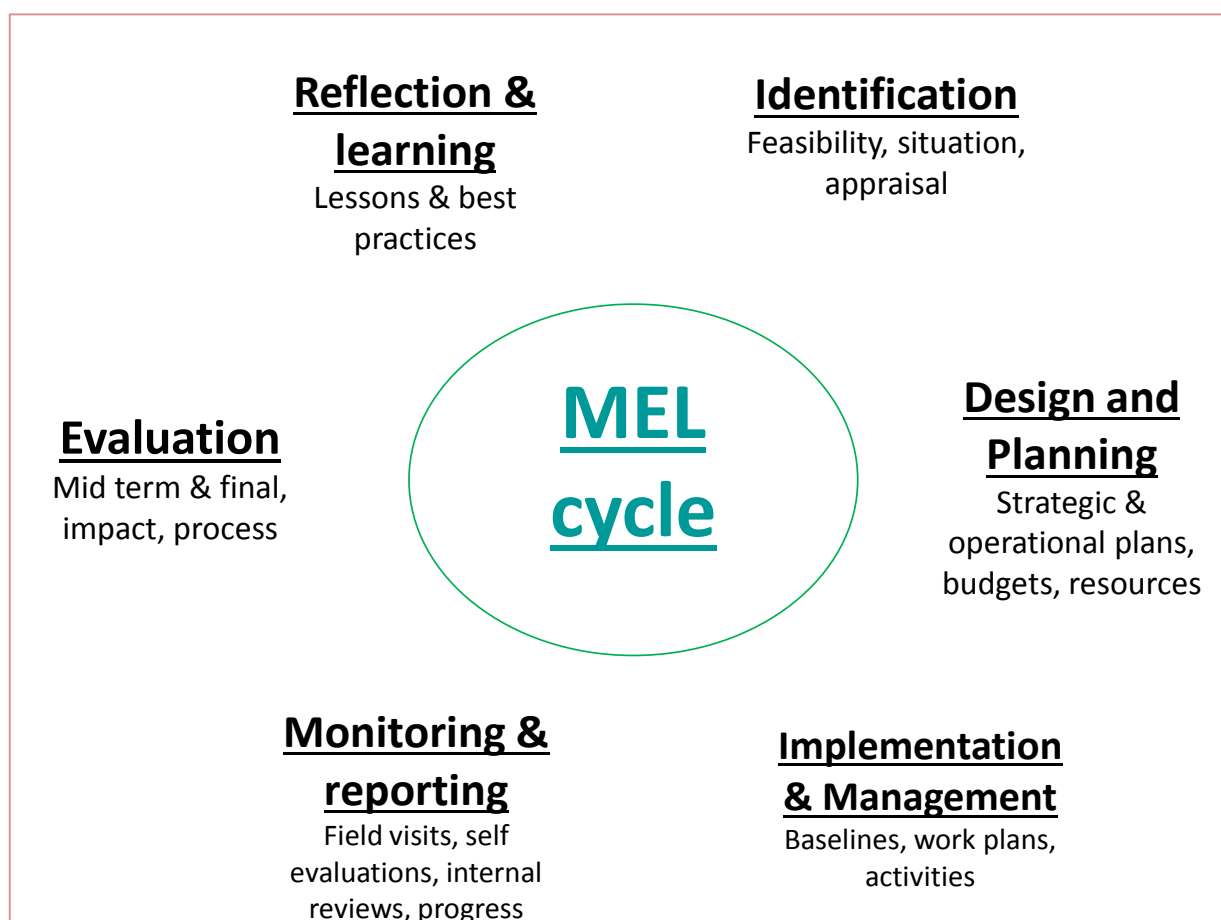 Reflection &
learning
Lessons & best
practices
Identification
Feasibility, situation,
appraisal
MEL
cycle
Design and
Planning
Strategic &
operational plans,
budgets, resources
Evaluation
Mid term & final,
impact, process
Monitoring &
reporting
Field visits, self
evaluations, internal
reviews, progress
Implementation
& Management
Baselines, work plans,
activities